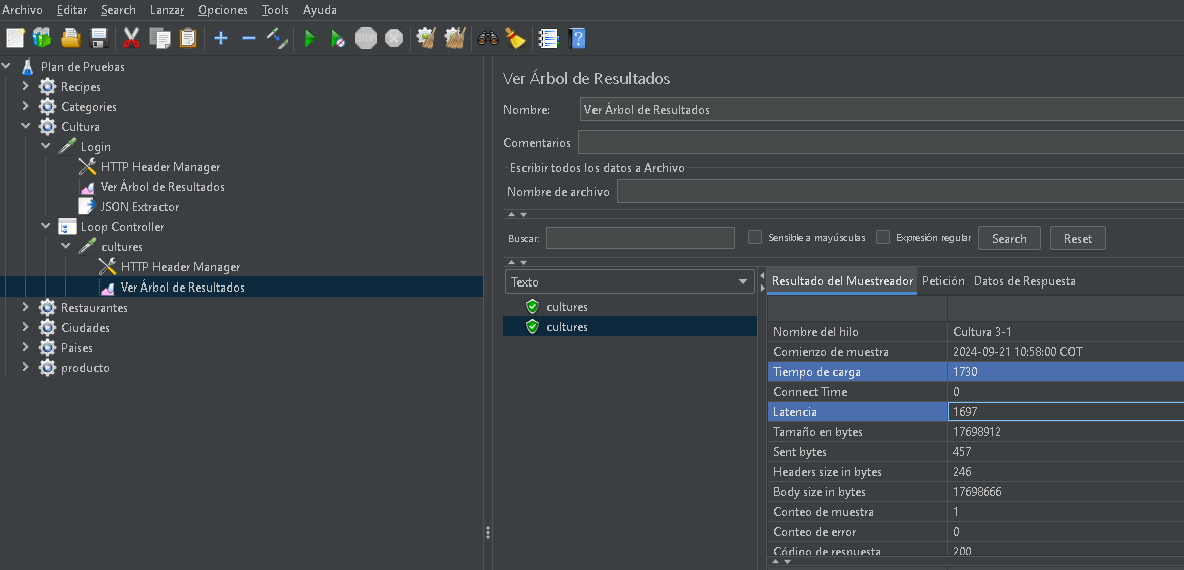 Archivo Editar Search Lanzar Opciones Tools Ayuda
STOP
Plan de Pruebas
Recipes
Categories
Cultura
Login
HTTP Header Manager
Ver Árbol de Resultados
JSON Extractor
Loop Controller
cultures
HTTP Header Manager
Ver Árbol de Resultados
Restaurantes
Ciudades
Paises
producto
Ver Árbol de Resultados
Nombre: Ver Árbol de Resultados
Comentarios
Escribir todos los datos a Archivo
Nombre de archivo
Buscar: Sensible a mayúsculas Expresión regular Search Reset
Texto
cultures
cultures
Resultado del Muestreador Petición Datos de Respuesta
Nombre del hilo Cultura 3-1
Comienzo de muestra 2024-09-21 10:58:00 COT
Tiempo de carga 1730
Connect Time 0
Latencia 1697
Tamaño en bytes 17698912
Sent bytes 457
Headers size in bytes 246
Body size in bytes 17698666
Conteo de muestra 1
Conteo de error 0
Código de respuesta 200